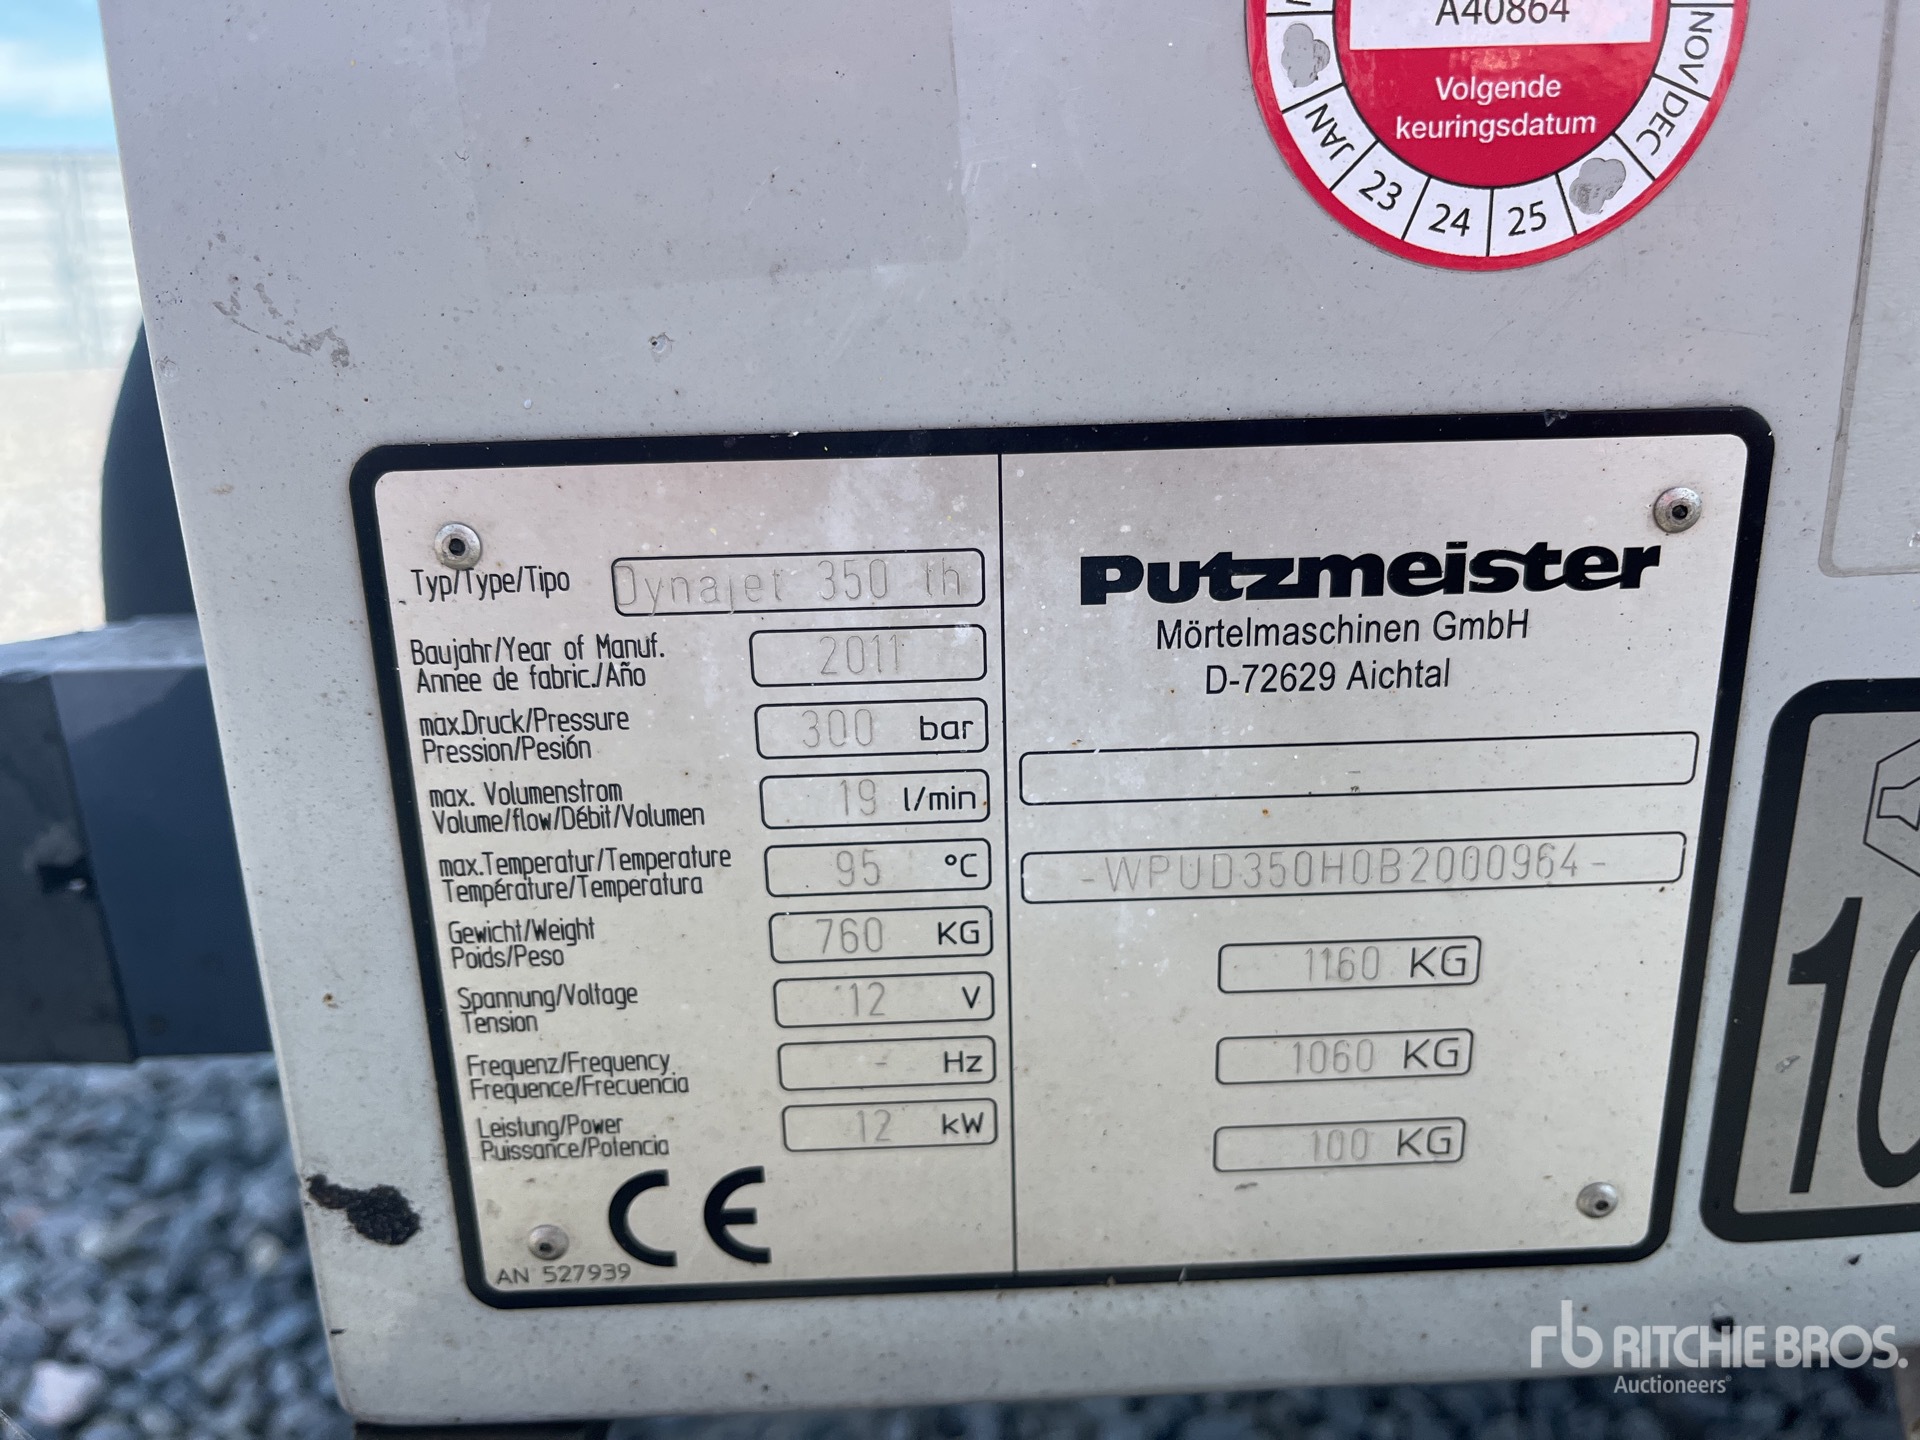 A40864
Volgende
keuringsdatum
NOV
DEC
JAN
23
24
25
Typ/Type/Tipo Dynajet 350 th
Baujahr/Year of Manuf.
Annee de fabric./Año 2011
max.Druck/Pressure
Pression/Pesión 300 bar
max. Volumenstrom
Volume/flow/Débit/Volumen 19 l/min
max.Temperatur/Temperature
Température/Temperatura 95 °C
Gewicht/Weight
Poids/Peso 760 KG
Spannung/Voltage
Tension 12 V
Frequenz/Frequency
Frequence/Frecuencia - Hz
Leistung/Power
Puissance/Potencia 12 kW
CE
AN 527939
Putzmeister
Mörtelmaschinen GmbH
D-72629 Aichtal
-
-WPUD350H0B2000964-
1160 KG
1060 KG
100 KG
rb RITCHIE BROS.
Auctioneers